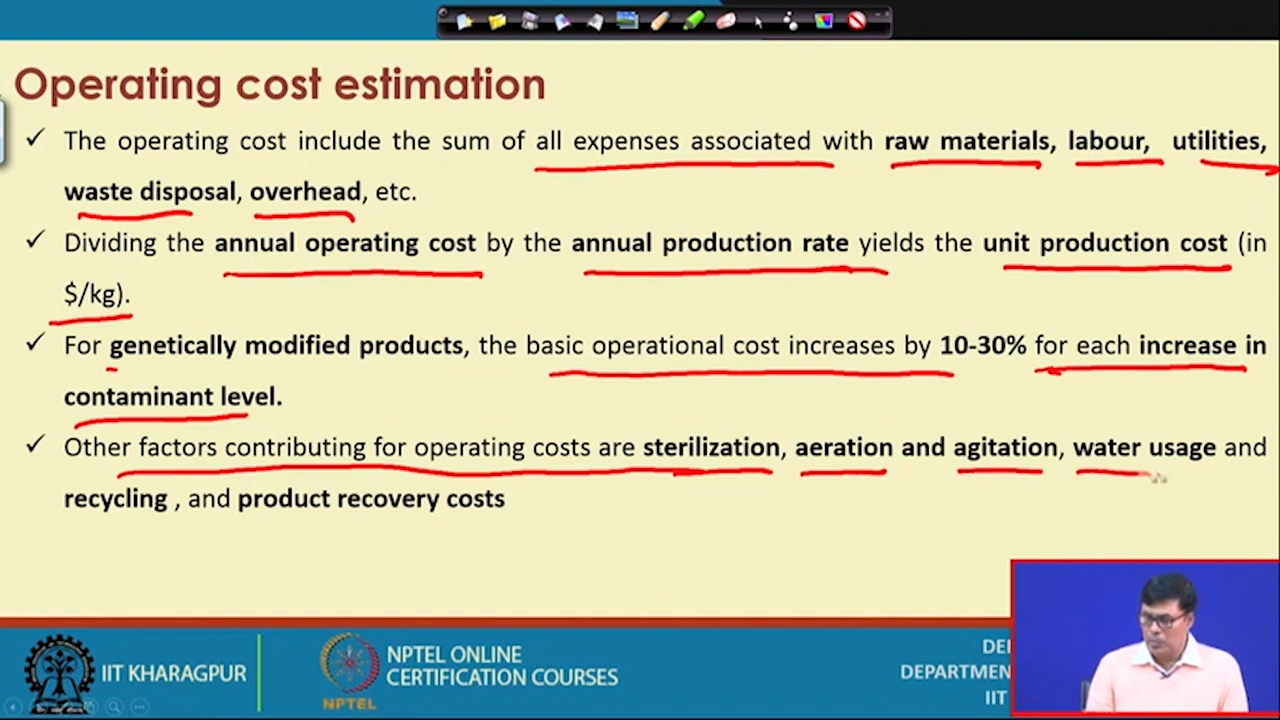 Operating cost estimation
✓ The operating cost include the sum of all expenses associated with raw materials, labour, utilities,
waste disposal, overhead, etc.
✓ Dividing the annual operating cost by the annual production rate yields the unit production cost (in
$/kg).
✓ For genetically modified products, the basic operational cost increases by 10-30% for each increase in
contaminant level.
✓ Other factors contributing for operating costs are sterilization, aeration and agitation, water usage and
recycling , and product recovery costs
IIT KHARAGPUR
NPTEL
NPTEL ONLINE
CERTIFICATION COURSES
DEPARTMENT
IIT